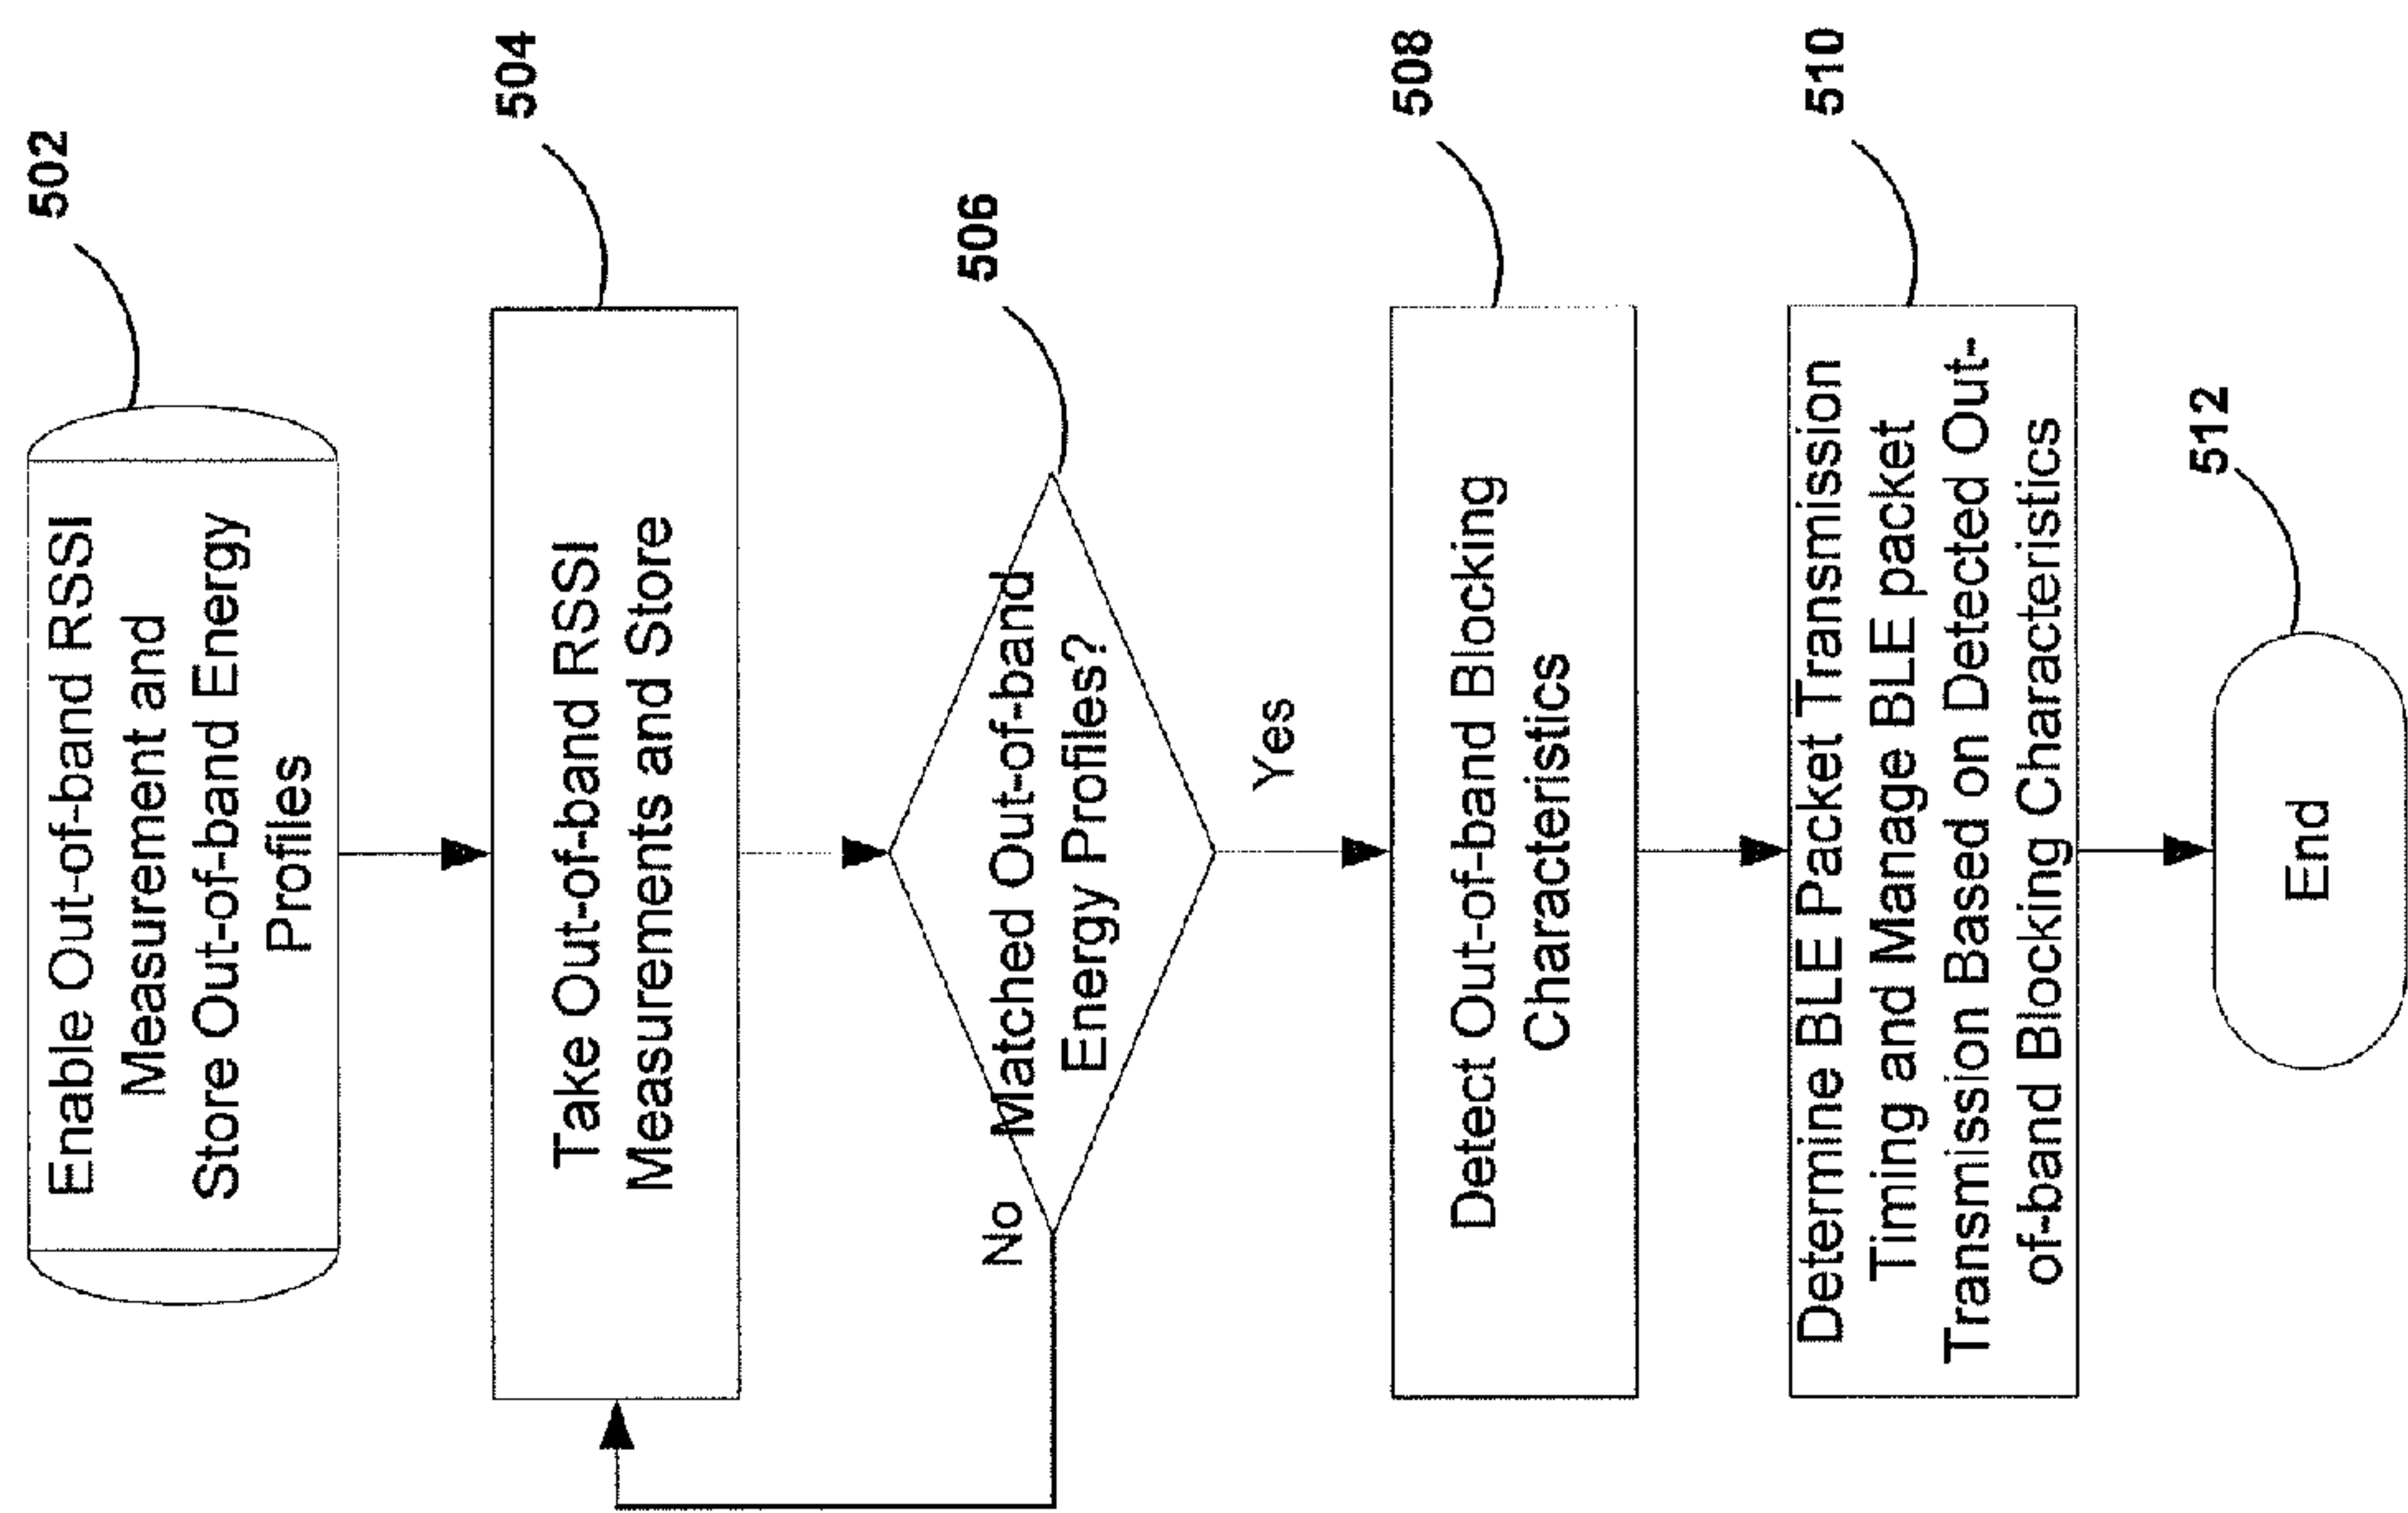 502
Enable Out-of-band RSSI
Measurement and
Store Out-of-band Energy
Profiles
504
Take Out-of-band RSSI
Measurements and Store
506
No
Matched Out-of-band
Energy Profiles?
Yes
508
Detect Out-of-band Blocking
Characteristics
510
Determine BLE Packet Transmission
Timing and Manage BLE packet
Transmission Based on Detected Out-
of-band Blocking Characteristics
512
End